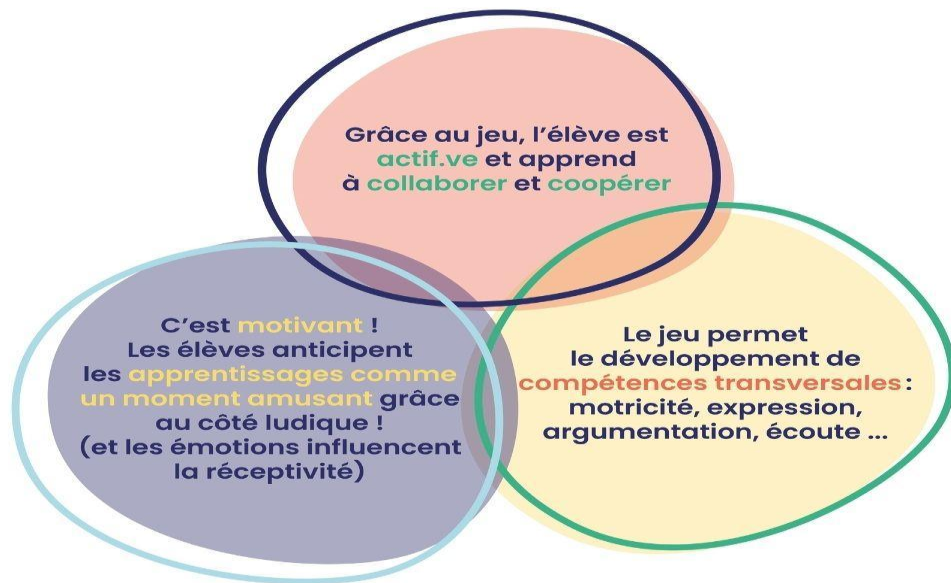 Grâce au jeu, l’élève est
actif.ve et apprend
à collaborer et coopérer
C’est motivant !
Les élèves anticipent
les apprentissages comme
un moment amusant grâce
au côté ludique !
(et les émotions influencent
la réceptivité)
Le jeu permet
le développement de
compétences transversales :
motricité, expression,
argumentation, écoute ...